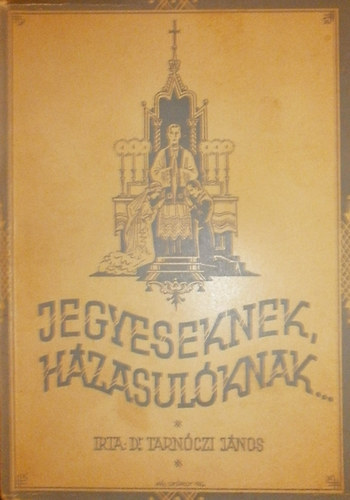 JEGYESEKNEK,
HÁZASULÓKNAK...
IRTA: DR TARNÓCZI JÁNOS